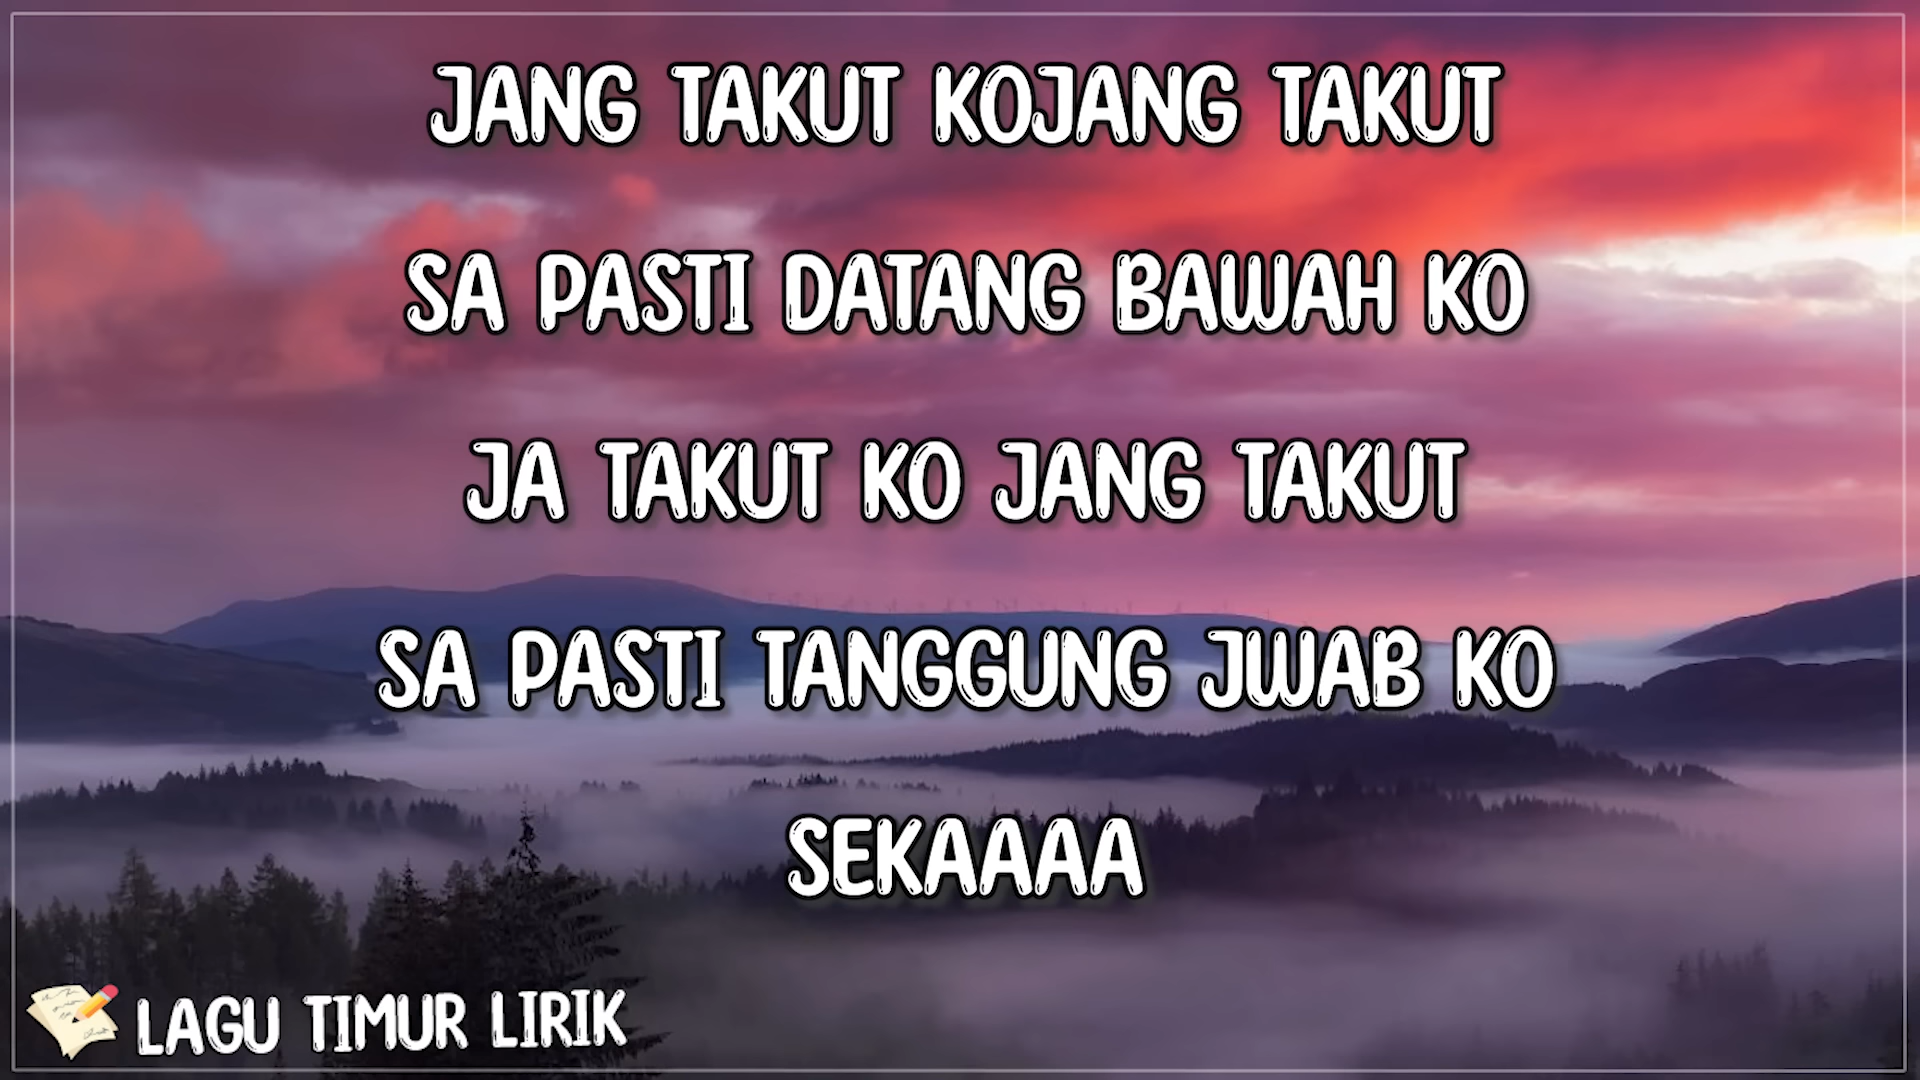 JANG TAKUT KOJANG TAKUT
SA PASTI DATANG BAWAH KO
JA TAKUT KO JANG TAKUT
SA PASTI TANGGUNG JWAB KO
SEKAAAA
LAGU TIMUR LIRIK